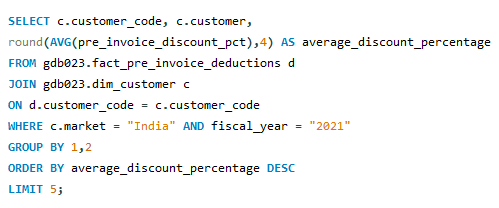 SELECT c.customer_code, c.customer,
round(AVG(pre_invoice_discount_pct),4) AS average_discount_percentage
FROM gdb023.fact_pre_invoice_deductions d
JOIN gdb023.dim_customer c
ON d.customer_code = c.customer_code
WHERE c.market = "India" AND fiscal_year = "2021"
GROUP BY 1,2
ORDER BY average_discount_percentage DESC
LIMIT 5;